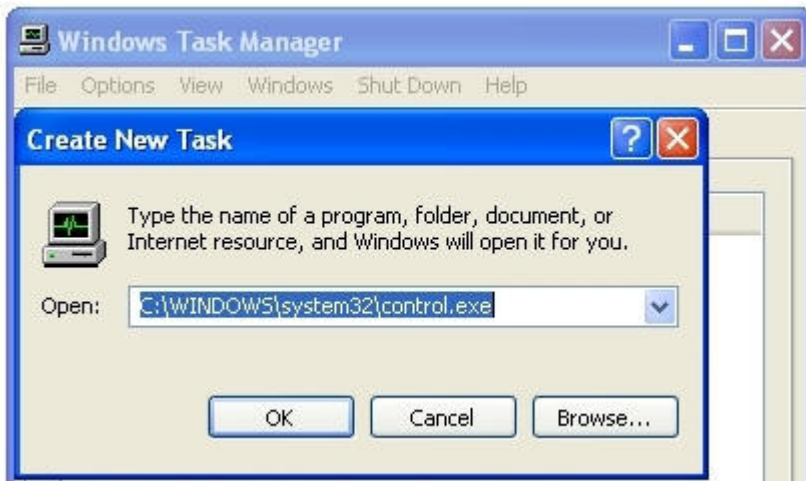 Windows Task Manager
File Options View Windows Shut Down Help
Create New Task
Type the name of a program, folder, document, or
Internet resource, and Windows will open it for you.
Open: C:\WINDOWS\system32\control.exe
OK Cancel Browse...